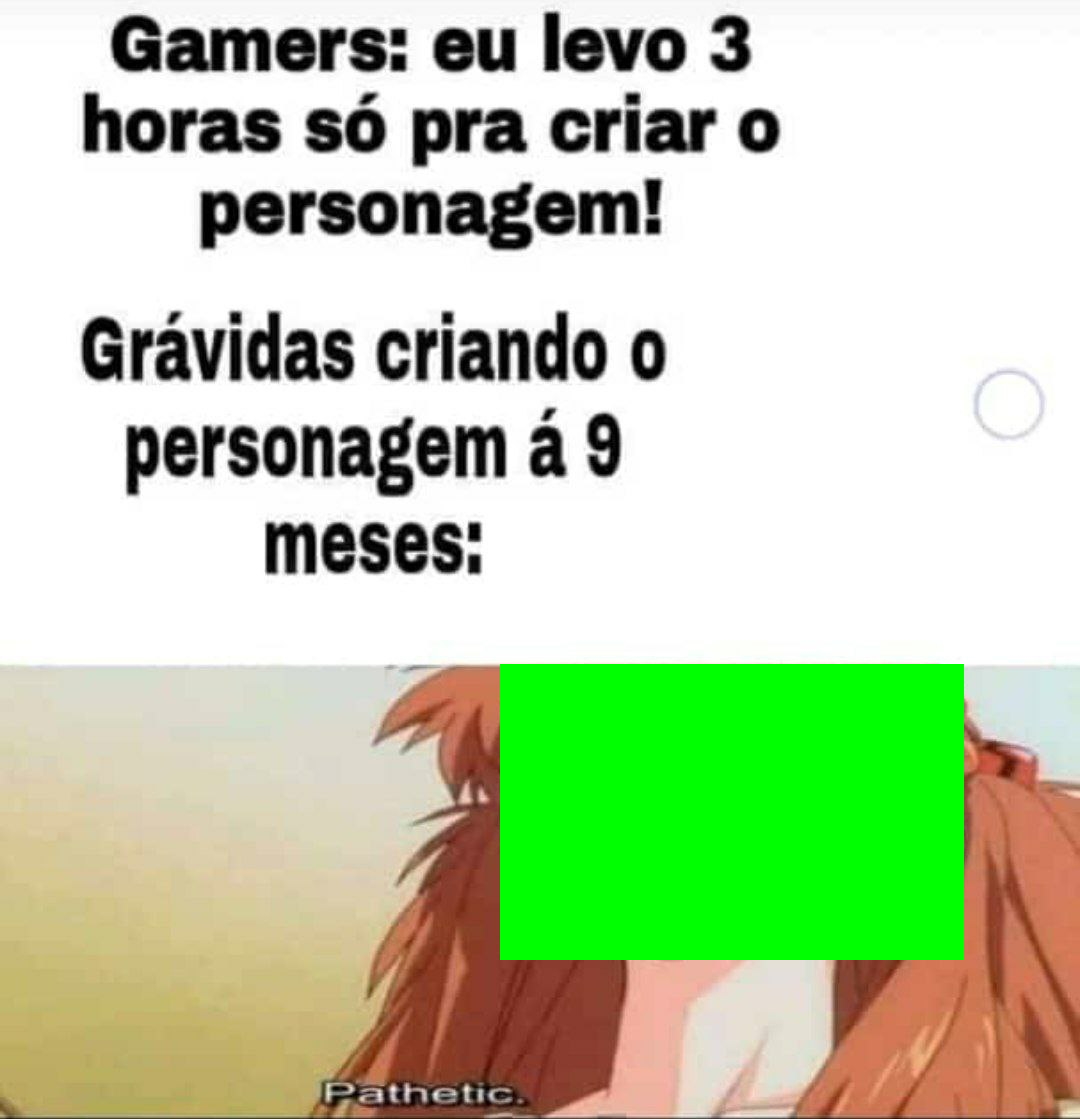 Gamers: eu levo 3
horas só pra criar o
personagem!
Grávidas criando o
personagem á 9
meses:
Pathetic.